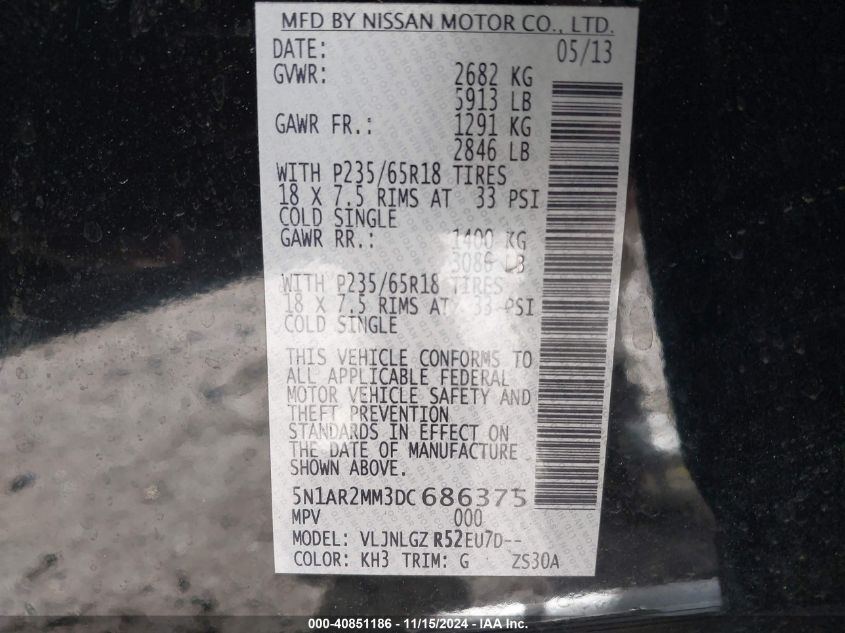 MFD BY NISSAN MOTOR CO., LTD.
DATE: 05/13
GVWR: 2682 KG
5913 LB
GAWR FR.: 1291 KG
2846 LB
WITH P235/65R18 TIRES
18 X 7.5 RIMS AT 33 PSI
COLD SINGLE
GAWR RR.: 1400 KG
3086 LB
WITH P235/65R18 TIRES
18 X 7.5 RIMS AT 33 PSI
COLD SINGLE
THIS VEHICLE CONFORMS TO
ALL APPLICABLE FEDERAL
MOTOR VEHICLE SAFETY AND
THEFT PREVENTION
STANDARDS IN EFFECT ON
THE DATE OF MANUFACTURE
SHOWN ABOVE.
5N1AR2MM3DC686375
MPV 000
MODEL: VLJNLGZ R52EU7D--
COLOR: KH3 TRIM: G ZS30A
000-40851186 - 11/15/2024 - IAA Inc.